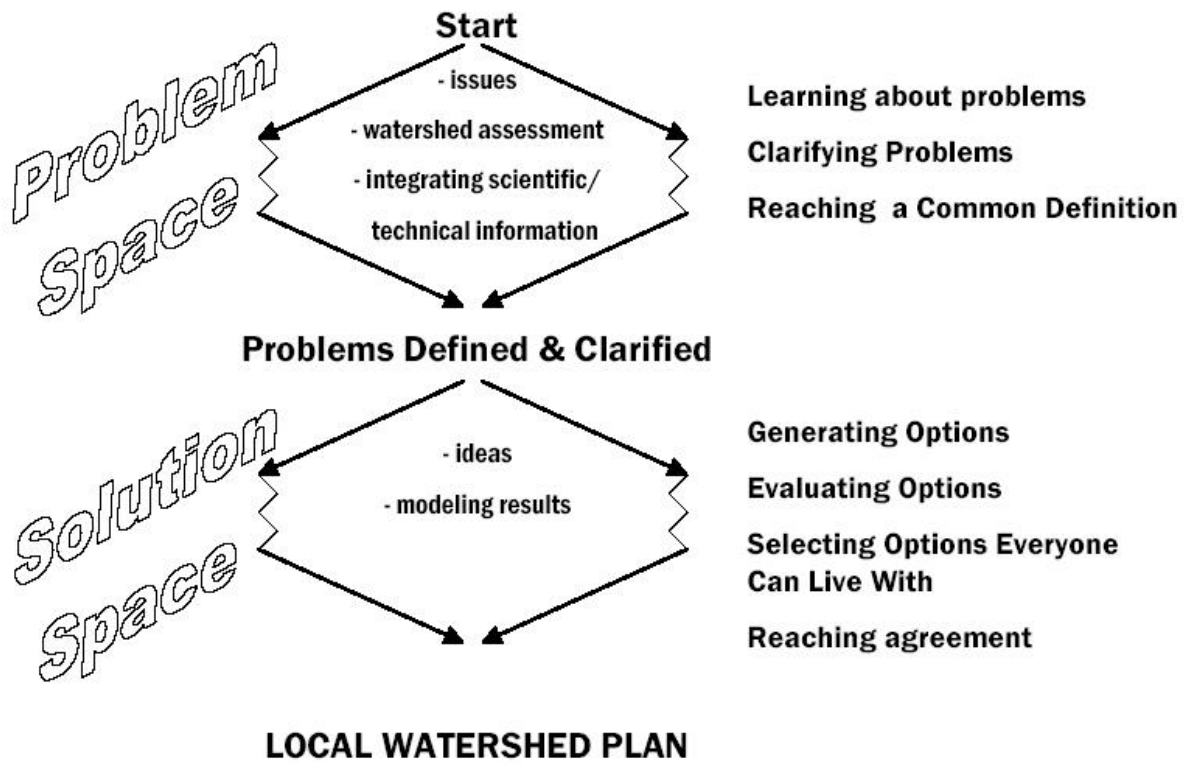 Start
Problem
Space
- issues
- watershed assessment
- integrating scientific/
technical information
Learning about problems
Clarifying Problems
Reaching a Common Definition
Problems Defined & Clarified
Solution
Space
- ideas
- modeling results
Generating Options
Evaluating Options
Selecting Options Everyone
Can Live With
Reaching agreement
LOCAL WATERSHED PLAN